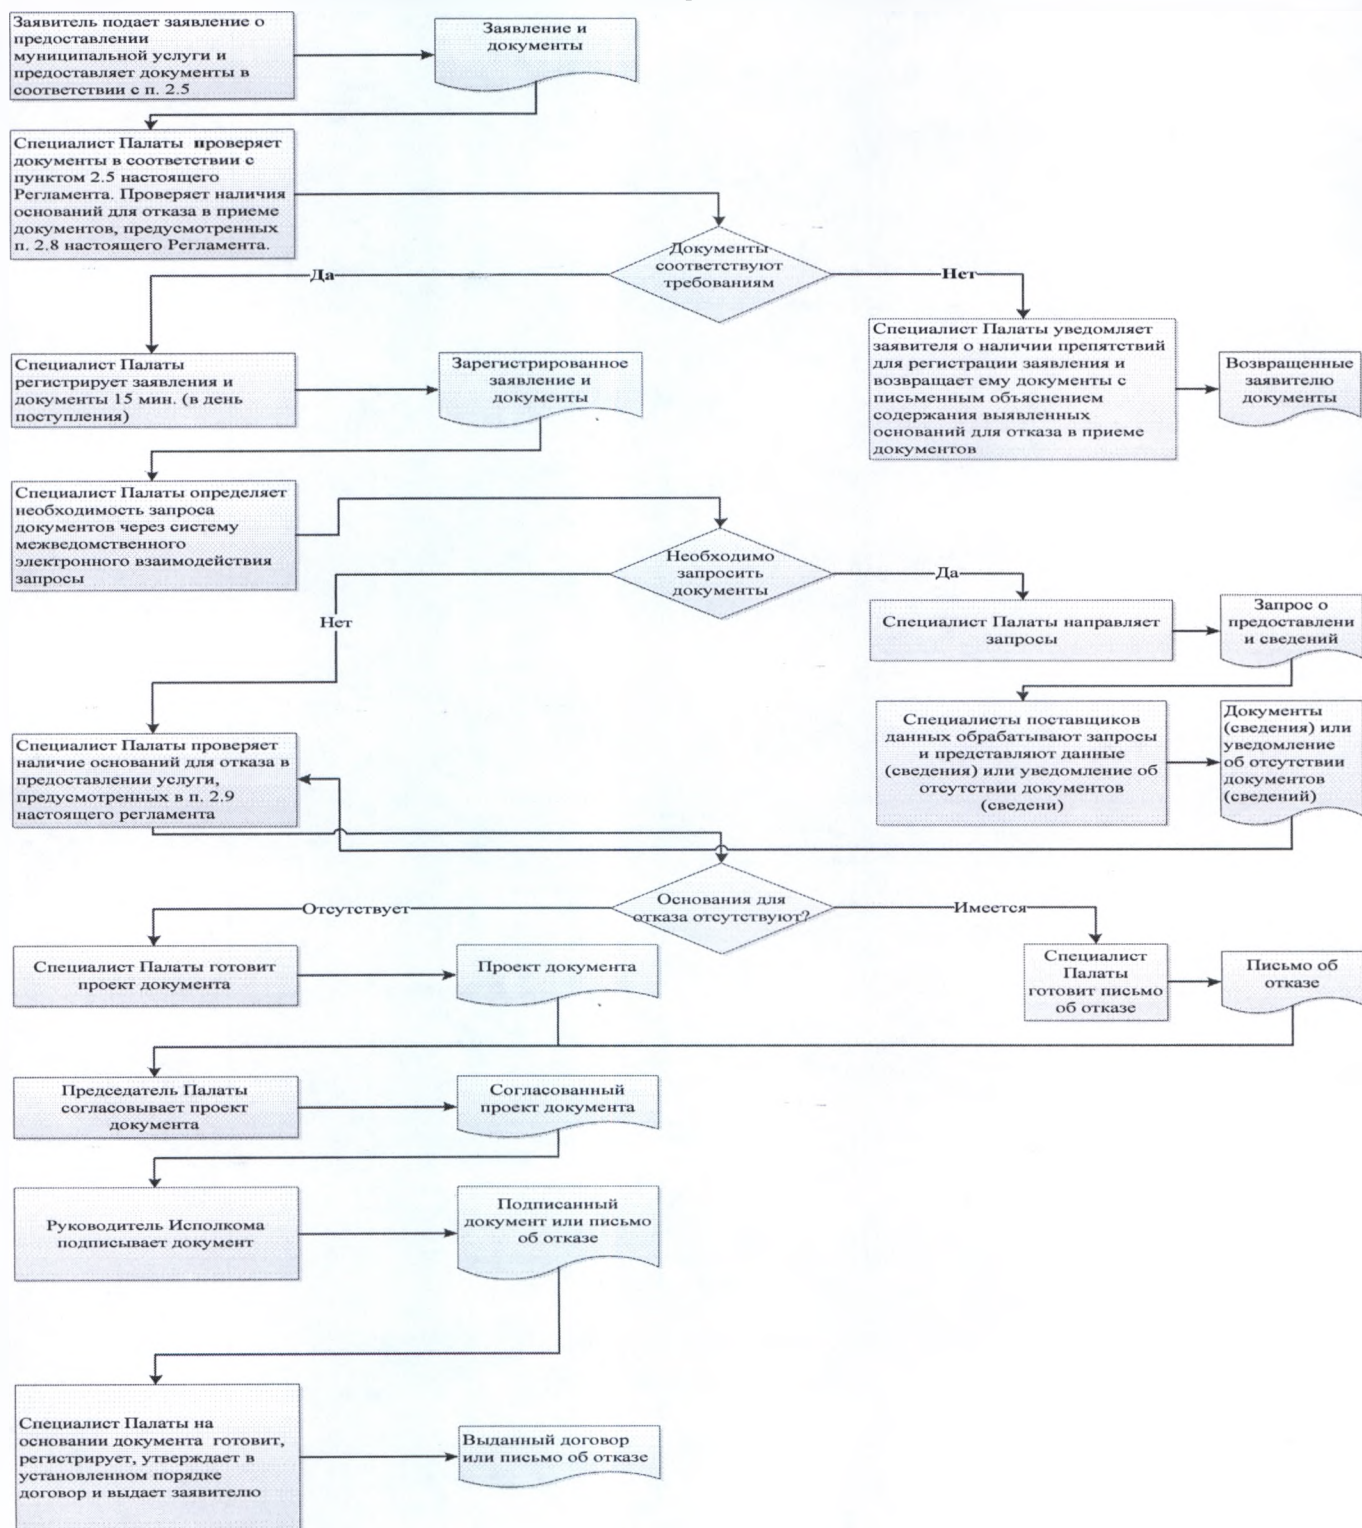 Заявитель подает заявление о
предоставлении
муниципальной услуги и
предоставляет документы в
соответствии с п. 2.5
Заявление и
документы
Специалист Палаты проверяет
документы в соответствии с
пунктом 2.5 настоящего
Регламента. Проверяет наличия
оснований для отказа в приеме
документов, предусмотренных
п. 2.8 настоящего Регламента.
Документы
соответствуют
требованиям
Да
Нет
Специалист Палаты
регистрирует заявления и
документы 15 мин. (в день
поступления)
Зарегистрированное
заявление и
документы
Специалист Палаты уведомляет
заявителя о наличии препятствий
для регистрации заявления и
возвращает ему документы с
письменным объяснением
содержания выявленных
оснований для отказа в приеме
документов
Возвращенные
заявителю
документы
Специалист Палаты определяет
необходимость запроса
документов через систему
межведомственного
электронного взаимодействия
запросы
Необходимо
запросить
документы
Да
Нет
Специалист Палаты направляет
запросы
Запрос о
предоставлени
и сведений
Специалисты поставщиков
данных обрабатывают запросы
и представляют данные
(сведения) или уведомление об
отсутствии документов
(сведени)
Документы
(сведения) или
уведомление
об отсутствии
документов
(сведений)
Специалист Палаты проверяет
наличие оснований для отказа в
предоставлении услуги,
предусмотренных в п. 2.9
настоящего регламента
Основания для
отказа отсутствуют?
Отсутствует
Имеется
Специалист Палаты готовит
проект документа
Проект документа
Специалист
Палаты
готовит письмо
об отказе
Письмо об
отказе
Председатель Палаты
согласовывает проект
документа
Согласованный
проект документа
Руководитель Исполкома
подписывает документ
Подписанный
документ или письмо
об отказе
Специалист Палаты на
основании документа готовит,
регистрирует, утверждает в
установленном порядке
договор и выдает заявителю
Выданный договор
или письмо об отказе